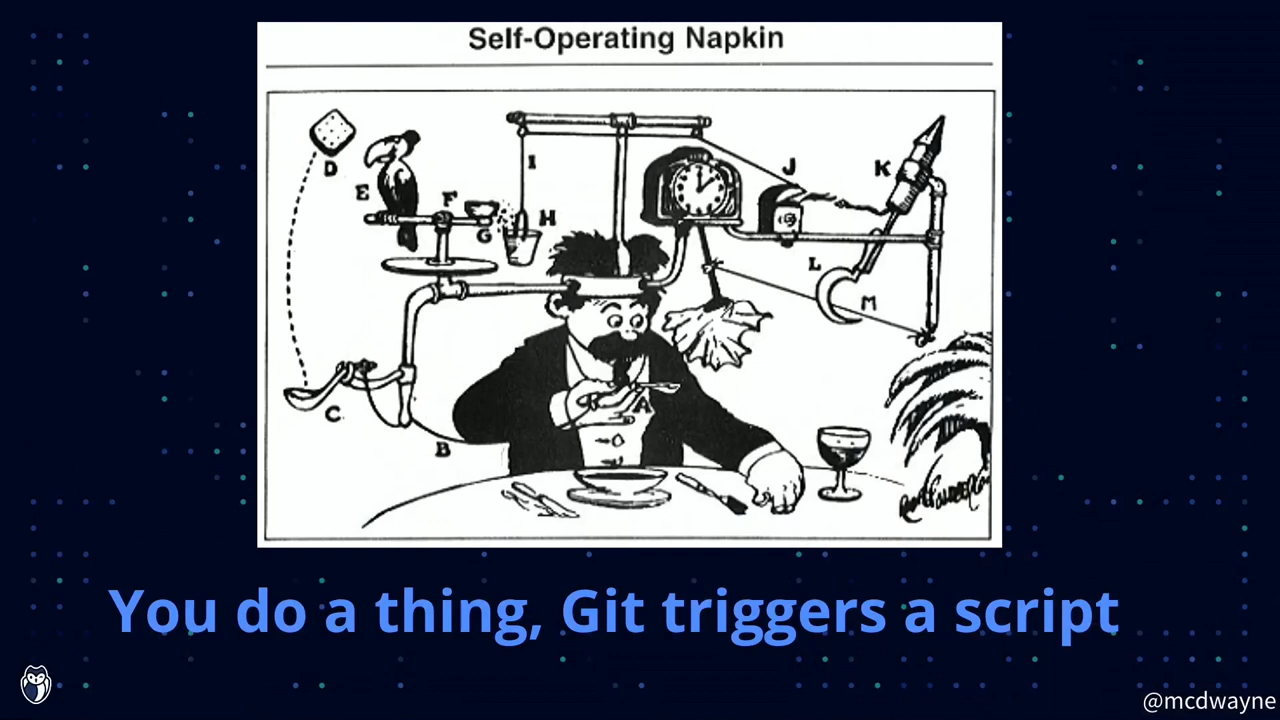 Self-Operating Napkin
D
E
F
G
H
I
J
K
L
M
A
B
C
You do a thing, Git triggers a script
@mcdwayne